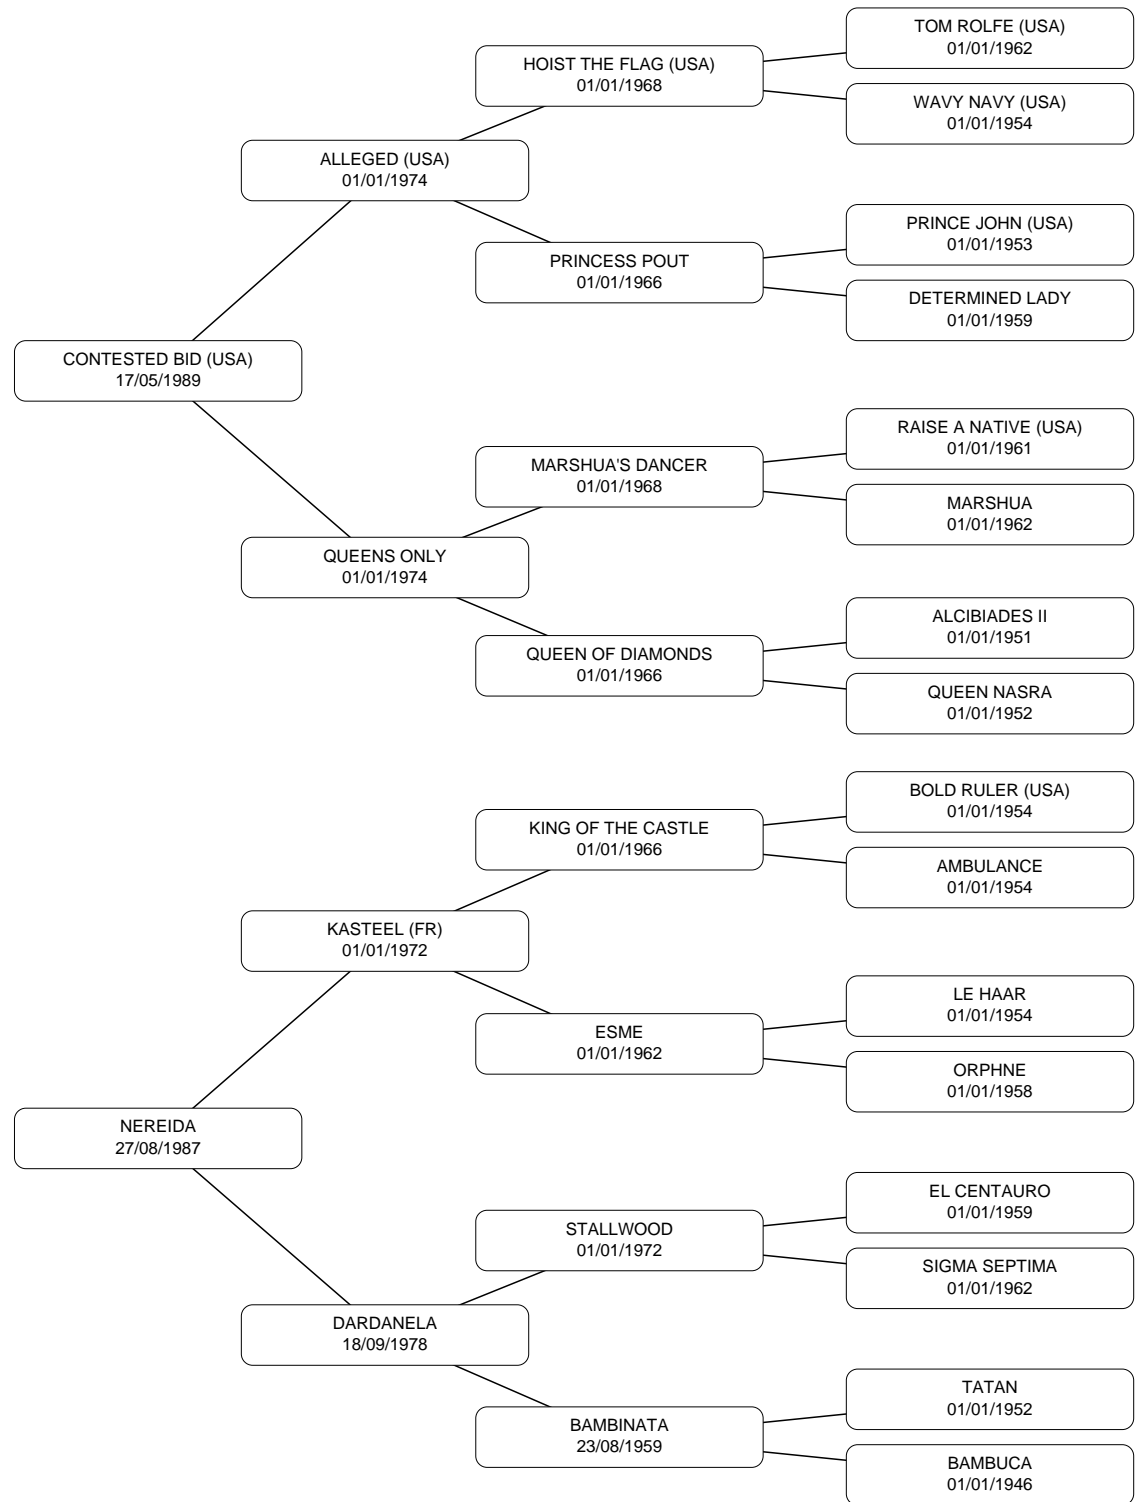 TOM ROLFE (USA)
01/01/1962
HOIST THE FLAG (USA)
01/01/1968
WAVY NAVY (USA)
01/01/1954
ALLEGED (USA)
01/01/1974
PRINCE JOHN (USA)
01/01/1953
PRINCESS POUT
01/01/1966
DETERMINED LADY
01/01/1959
CONTESTED BID (USA)
17/05/1989
RAISE A NATIVE (USA)
01/01/1961
MARSHUA'S DANCER
01/01/1968
MARSHUA
01/01/1962
QUEENS ONLY
01/01/1974
ALCIBIADES II
01/01/1951
QUEEN OF DIAMONDS
01/01/1966
QUEEN NASRA
01/01/1952
BOLD RULER (USA)
01/01/1954
KING OF THE CASTLE
01/01/1966
AMBULANCE
01/01/1954
KASTEEL (FR)
01/01/1972
LE HAAR
01/01/1954
ESME
01/01/1962
ORPHNE
01/01/1958
NEREIDA
27/08/1987
EL CENTAURO
01/01/1959
STALLWOOD
01/01/1972
SIGMA SEPTIMA
01/01/1962
DARDANELA
18/09/1978
TATAN
01/01/1952
BAMBINATA
23/08/1959
BAMBUCA
01/01/1946